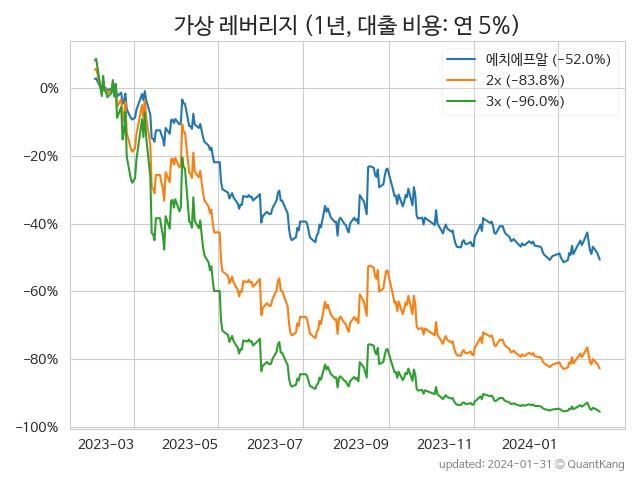 가상 레버리지 (1년, 대출 비용: 연 5%)
에치에프알 (−52.0%)
2x (−83.8%)
3x (−96.0%)
0%
−20%
−40%
−60%
−80%
−100%
2023-03 2023-05 2023-07 2023-09 2023-11 2024-01
updated: 2024-01-31 © QuantKang